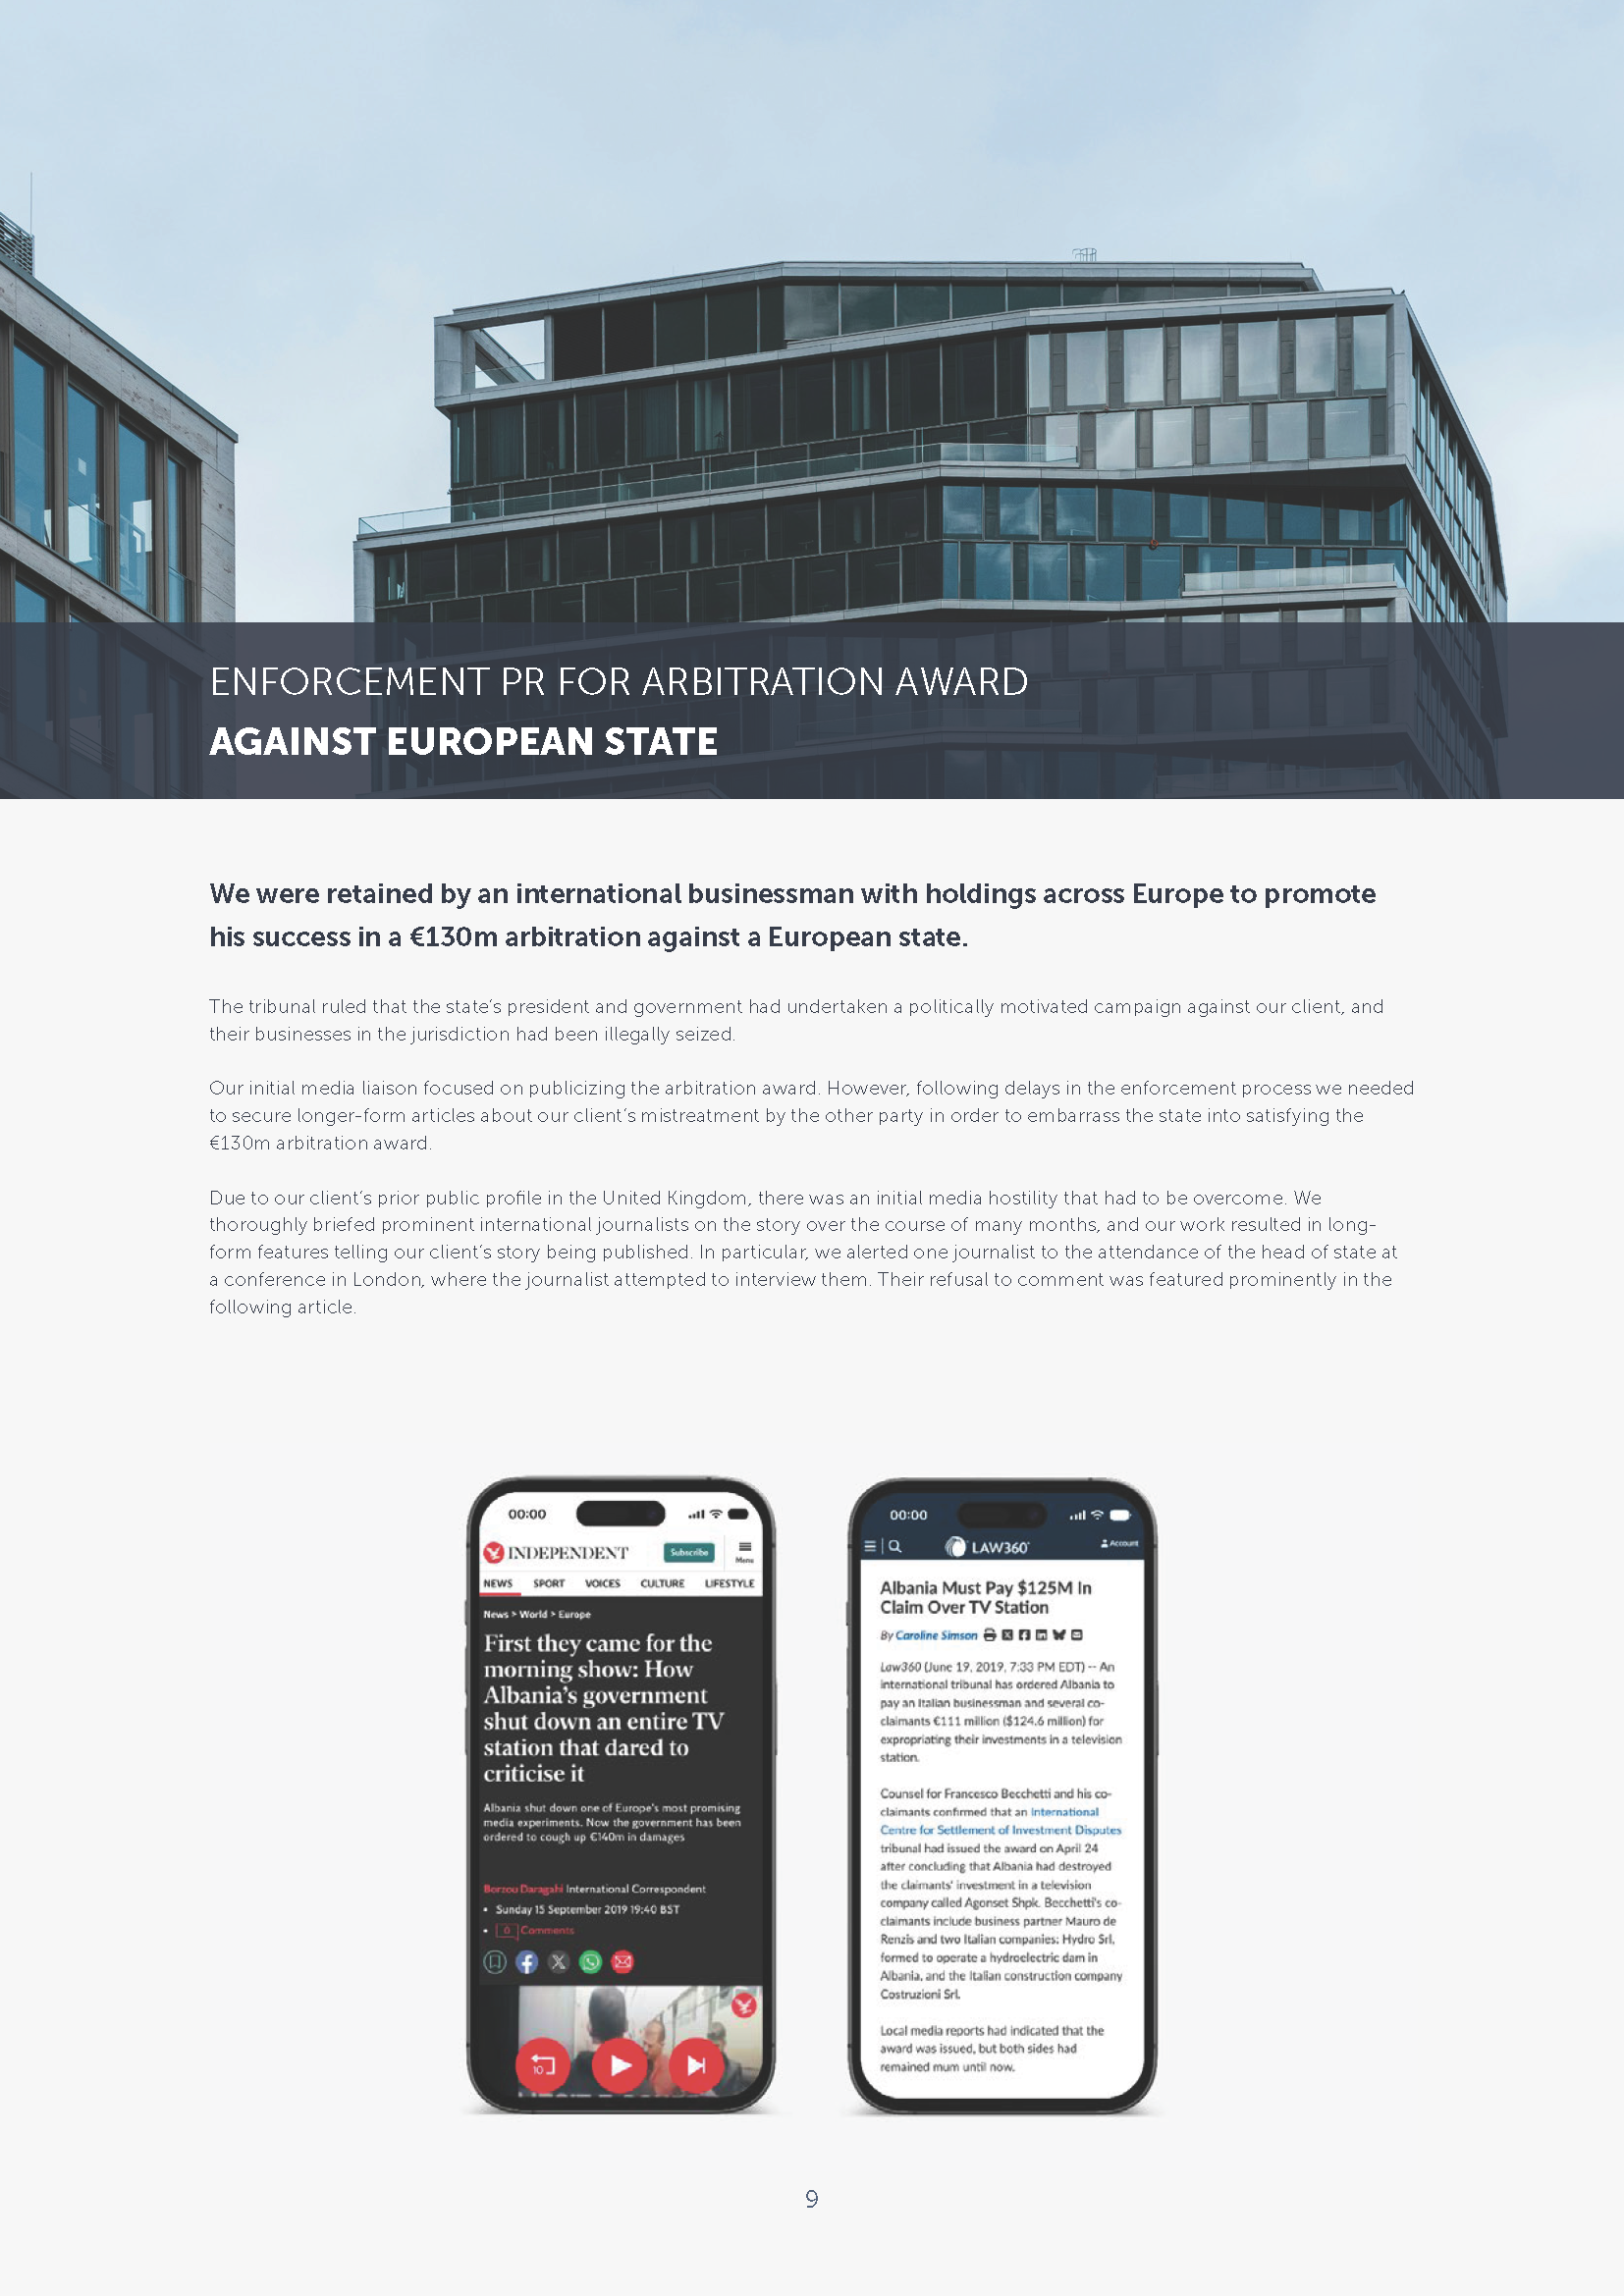 ENFORCEMENT PR FOR ARBITRATION AWARD
AGAINST EUROPEAN STATE
We were retained by an international businessman with holdings across Europe to promote
his success in a €130m arbitration against a European state.
The tribunal ruled that the state's president and government had undertaken a politically motivated campaign against our client, and
their businesses in the jurisdiction had been illegally seized.
Our initial media liaison focused on publicizing the arbitration award. However, following delays in the enforcement process we needed
to secure longer-form articles about our client's mistreatment by the other party in order to embarrass the state into satisfying the
€130m arbitration award.
Due to our client's prior public profile in the United Kingdom, there was an initial media hostility that had to be overcome. We
thoroughly briefed prominent international journalists on the story over the course of many months, and our work resulted in long-
form features telling our client's story being published. In particular, we alerted one journalist to the attendance of the head of state at
a conference in London, where the journalist attempted to interview them. Their refusal to comment was featured prominently in the
following article.
00:00
INDEPENDENT Subscribe Menu
NEWS SPORT VOICES CULTURE LIFESTYLE
News > World > Europe
First they came for the
morning show: How
Albania's government
shut down an entire TV
station that dared to
criticise it
Albania shut down one of Europe's most promising
media experiments. Now the government has been
ordered to cough up €140m in damages
Borzou Daragahi International Correspondent
• Sunday 15 September 2019 19:40 BST
• 0 Comments
10
00:00
LAW360 Account
Albania Must Pay $125M In
Claim Over TV Station
By Caroline Simson
Law360 (June 19, 2019, 7:33 PM EDT) -- An
international tribunal has ordered Albania to
pay an Italian businessman and several co-
claimants €111 million ($124.6 million) for
expropriating their investments in a television
station.
Counsel for Francesco Becchetti and his co-
claimants confirmed that an International
Centre for Settlement of Investment Disputes
tribunal had issued the award on April 24
after concluding that Albania had destroyed
the claimants' investment in a television
company called Agonset Shpk. Becchetti's co-
claimants include business partner Mauro de
Renzis and two Italian companies: Hydro Srl,
formed to operate a hydroelectric dam in
Albania, and the Italian construction company
Costruzioni Srl.
Local media reports had indicated that the
award was issued, but both sides had
remained mum until now.
9